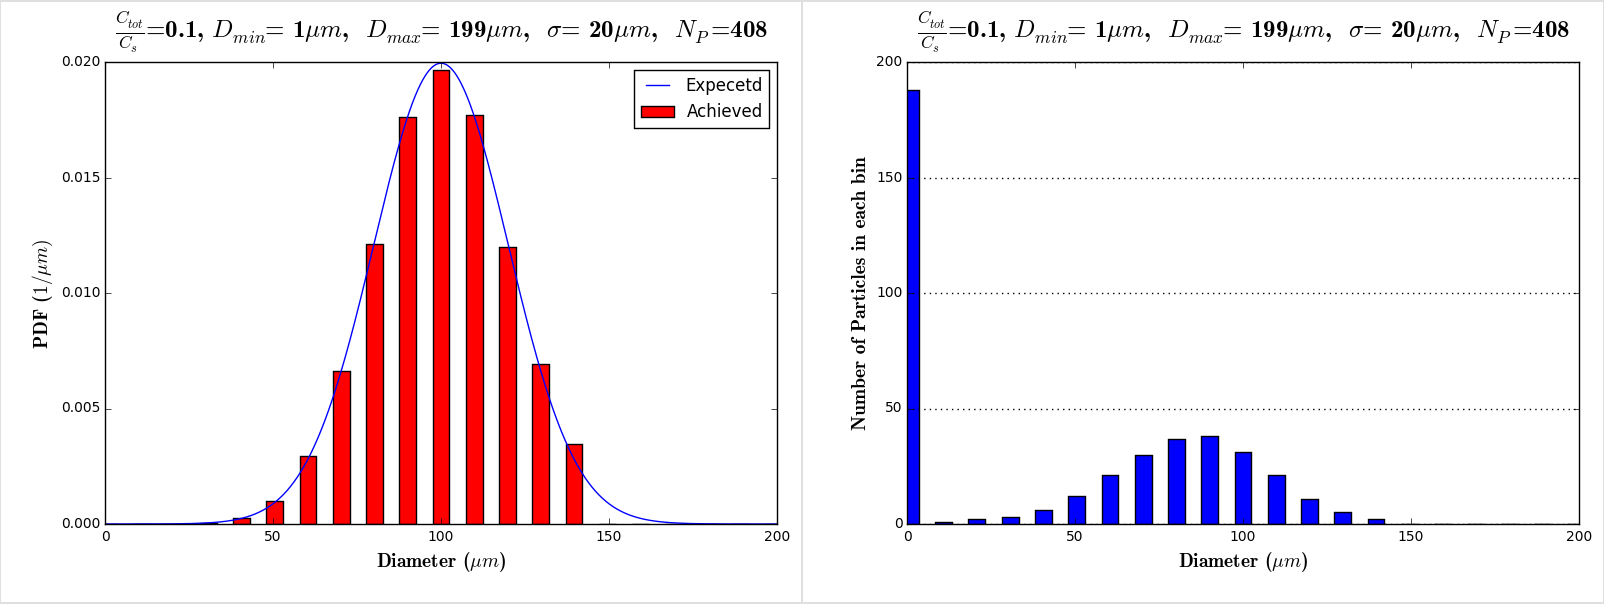 C_tot/C_s=0.1, D_min= 1μm, D_max= 199μm, σ= 20μm, N_P=408
0.020
0.015
0.010
0.005
0.000
PDF (1/μm)
Expecetd
Achieved
0 50 100 150 200
Diameter (μm)
C_tot/C_s=0.1, D_min= 1μm, D_max= 199μm, σ= 20μm, N_P=408
200
150
100
50
0
Number of Particles in each bin
0 50 100 150 200
Diameter (μm)